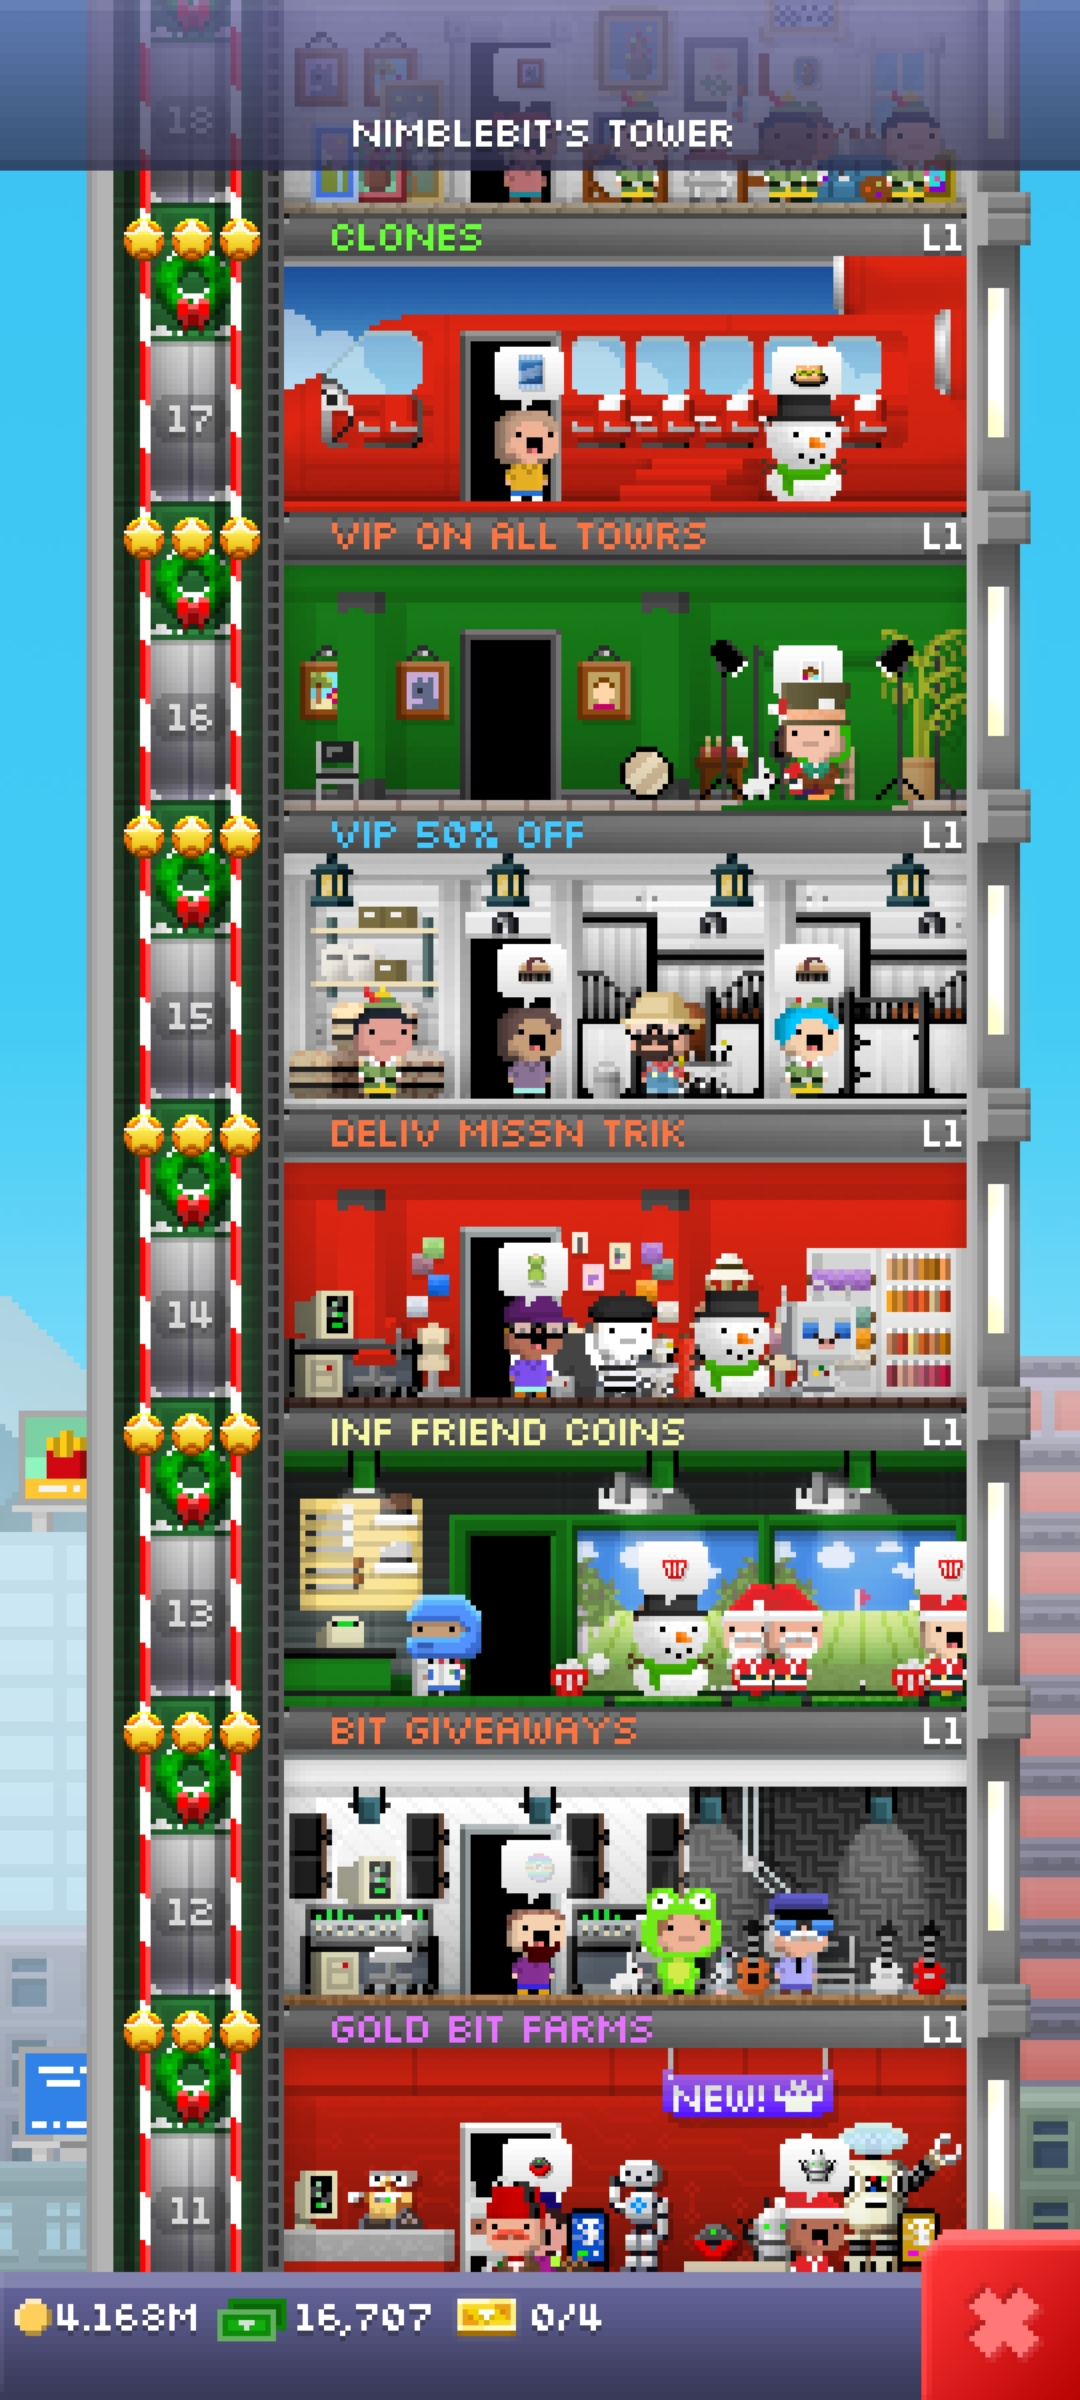 NIMBLEBIT'S TOWER
18
CLONES L1
17
VIP ON ALL TOWRS L1
16
VIP 50% OFF L1
15
DELIV MISSN TRIK L1
14
INF FRIEND COINS L1
13
BIT GIVEAWAYS L1
12
GOLD BIT FARMS L1
NEW!
11
4.168M 16,707 0/4